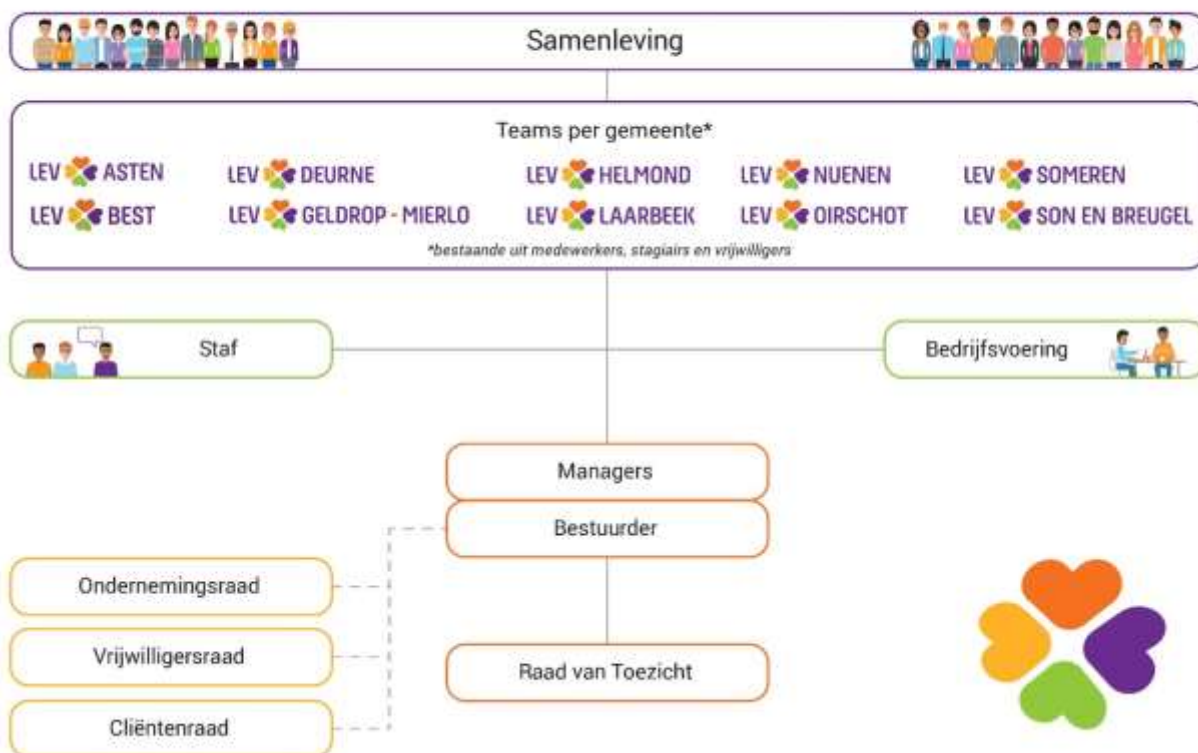 Samenleving
Teams per gemeente*
LEV ASTEN
LEV DEURNE
LEV HELMOND
LEV NUENEN
LEV SOMEREN
LEV BEST
LEV GELDROP - MIERLO
LEV LAARBEEK
LEV OIRSCHOT
LEV SON EN BREUGEL
*bestaande uit medewerkers, stagiairs en vrijwilligers
Staf
Bedrijfsvoering
Managers
Bestuurder
Ondernemingsraad
Vrijwilligersraad
Raad van Toezicht
Cliëntenraad